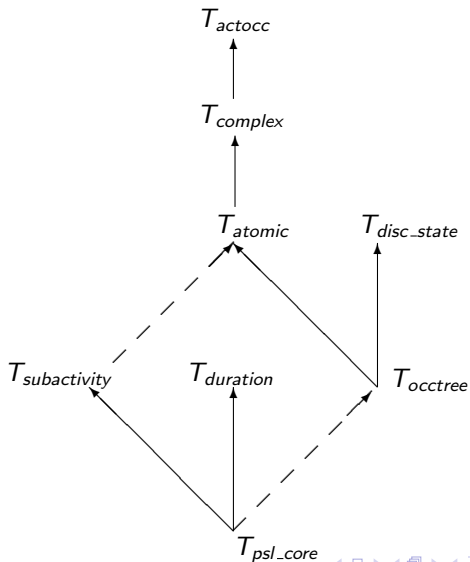 T_actocc
T_complex
T_atomic T_disc_state
T_subactivity T_duration T_occtree
T_psl_core